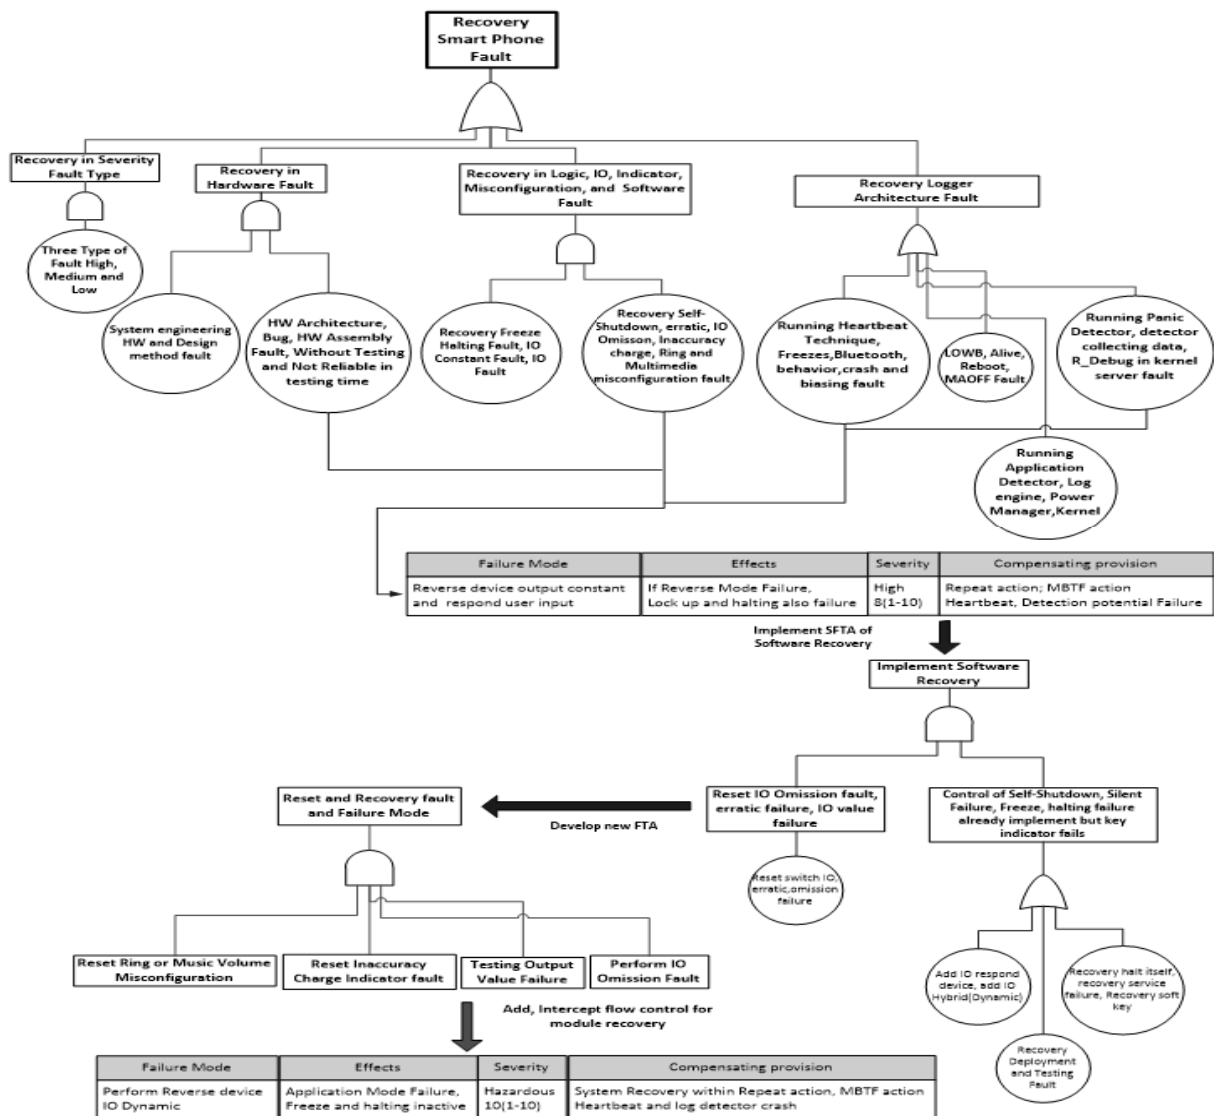 Recovery
Smart Phone
Fault
Recovery in Severity
Fault Type
Recovery in
Hardware Fault
Recovery in Logic, IO, Indicator,
Misconfiguration, and Software
Fault
Recovery Logger
Architecture Fault
Three Type of
Fault High,
Medium and
Low
System engineering
HW and Design
method fault
HW Architecture,
Bug, HW Assembly
Fault, Without Testing
and Not Reliable in
testing time
Recovery Freeze
Halting Fault, IO
Constant Fault, IO
Fault
Recovery Self-
Shutdown, erratic, IO
Omisson, Inaccuracy
charge, Ring and
Multimedia
misconfiguration fault
Running Heartbeat
Technique,
Freezes,Bluetooth,
behavior,crash and
biasing fault
LOWB, Alive,
Reboot,
MAOFF Fault
Running Panic
Detector, detector
collecting data,
R_Debug in kernel
server fault
Running
Application
Detector, Log
engine, Power
Manager,Kernel
Failure Mode Effects Severity Compensating provision
Reverse device output constant If Reverse Mode Failure, High Repeat action; MBTF action
and respond user input Lock up and halting also failure 8(1-10) Heartbeat, Detection potential Failure
Implement SFTA of
Software Recovery
Implement Software
Recovery
Reset and Recovery fault
and Failure Mode
Develop new FTA
Reset IO Omission fault,
erratic failure, IO value
failure
Control of Self-Shutdown, Silent
Failure, Freeze, halting failure
already implement but key
indicator fails
Reset switch IO,
erratic,omission
failure
Reset Ring or Music Volume
Misconfiguration
Reset Inaccuracy
Charge Indicator fault
Testing Output
Value Failure
Perform IO
Omission Fault
Add IO respond
device, add IO
Hybrid(Dynamic)
Recovery halt itself,
recovery service
failure, Recovery soft
key
Recovery
Deployment
and Testing
Fault
Add, Intercept flow control for
module recovery
Failure Mode Effects Severity Compensating provision
Perform Reverse device Application Mode Failure, Hazardous System Recovery within Repeat action, MBTF action
IO Dynamic Freeze and halting inactive 10(1-10) Heartbeat and log detector crash